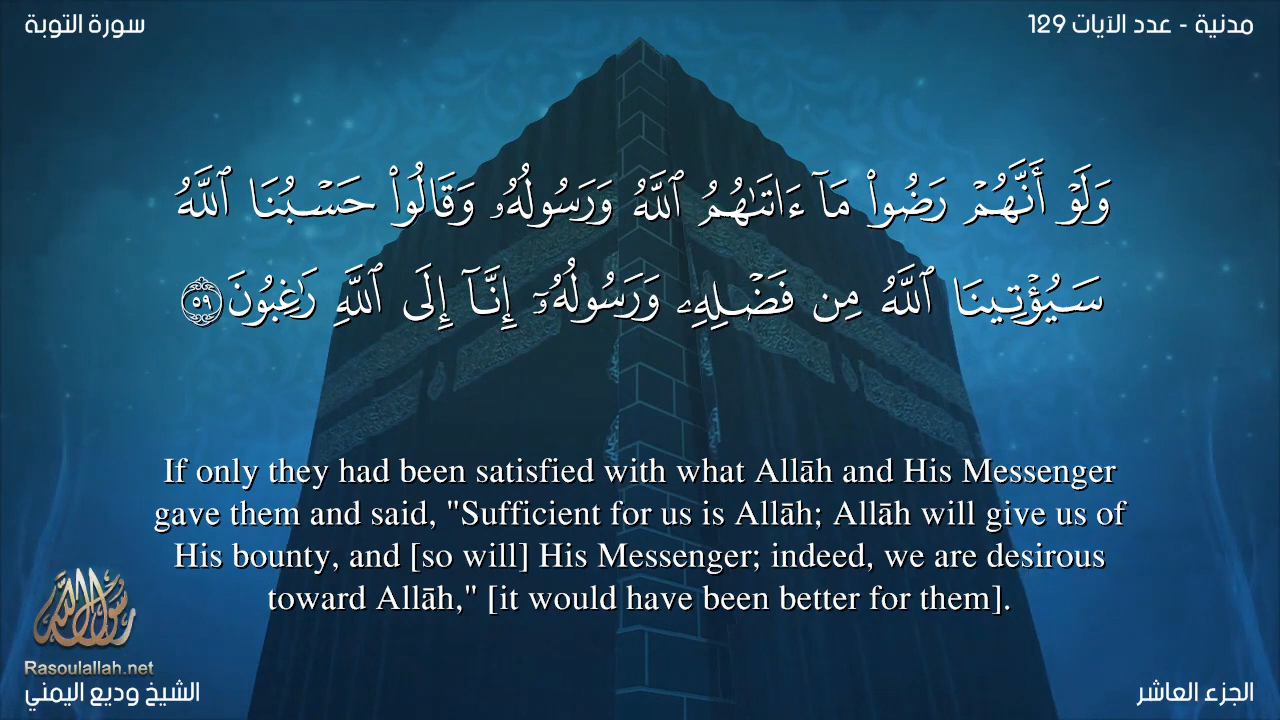 سورة التوبة
مدنية - عدد الآيات 129
وَلَوْ أَنَّهُمْ رَضُوا۟ مَآ ءَاتَىٰهُمُ ٱللَّهُ وَرَسُولُهُۥ وَقَالُوا۟ حَسْبُنَا ٱللَّهُ
سَيُؤْتِينَا ٱللَّهُ مِن فَضْلِهِۦ وَرَسُولُهُۥٓ إِنَّآ إِلَى ٱللَّهِ رَٰغِبُونَ ٥٩
If only they had been satisfied with what Allāh and His Messenger
gave them and said, "Sufficient for us is Allāh; Allāh will give us of
His bounty, and [so will] His Messenger; indeed, we are desirous
toward Allāh," [it would have been better for them].
رسول الله
Rasoulallah.net
الشيخ وديع اليمني
الجزء العاشر